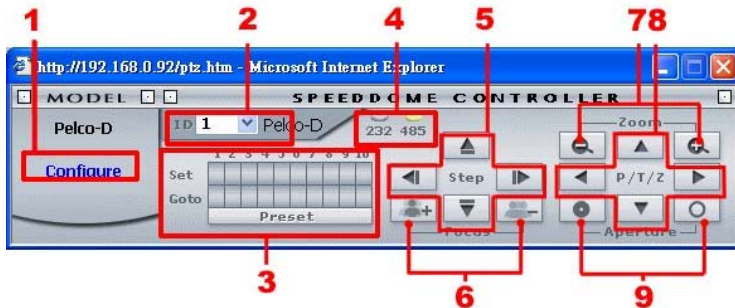 1 2 4 5 78
http://192.168.0.92/ptz.htm - Microsoft Internet Explorer
MODEL SPEEDDOME CONTROLLER
Pelco-D ID 1 Pelco-D 232 485 Zoom
Configure 1 2 3 4 5 6 7 8 9 10
Set Step P/T/Z
Goto
Preset Focus Aperture
3 6 9